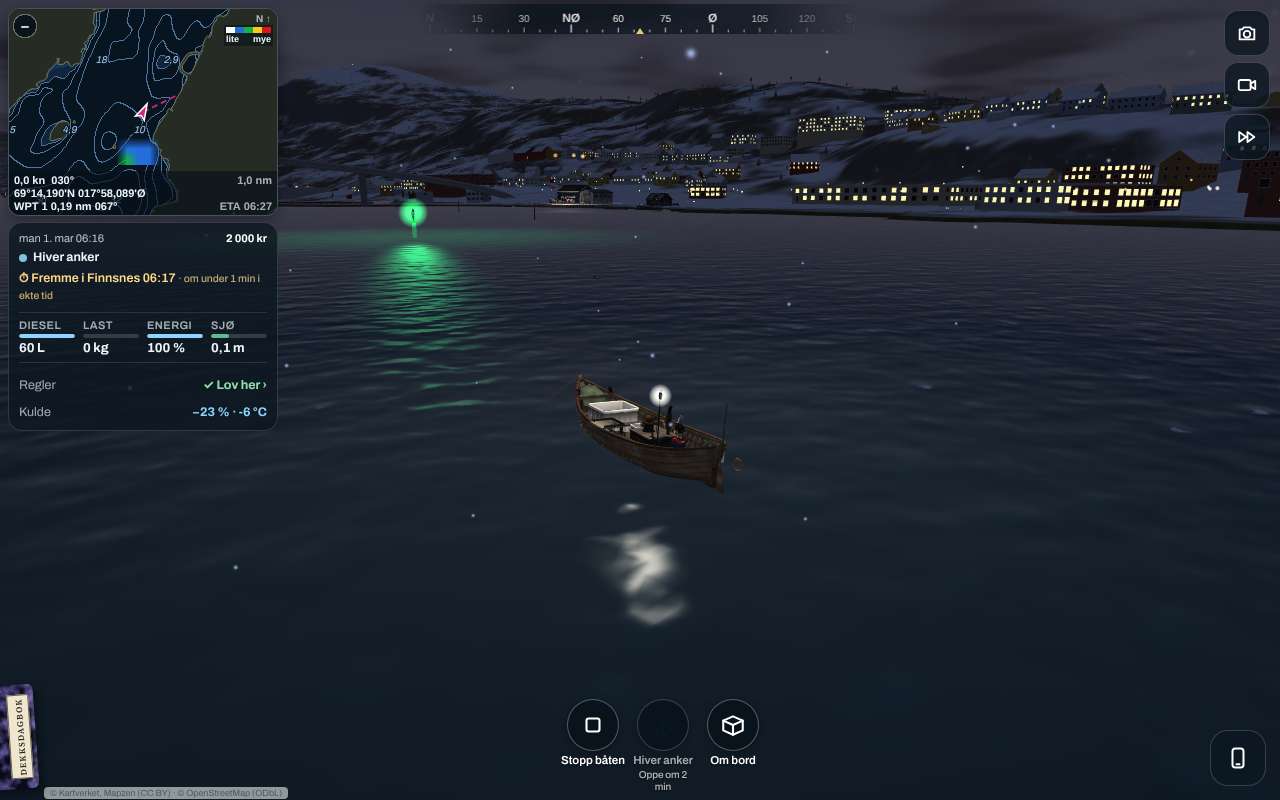 N 15 30 NØ 60 75 Ø 105 120 S
N ↑
lite mye
18 2,9
5 4,9 10
0,0 kn 030° 1,0 nm
69°14,190'N 017°58,089'Ø
WPT 1 0,19 nm 067° ETA 06:27
man 1. mar 06:16 2 000 kr
Hiver anker
Fremme i Finnsnes 06:17 · om under 1 min i
ekte tid
DIESEL LAST ENERGI SJØ
60 L 0 kg 100 % 0,1 m
Regler ✓ Lov her ›
Kulde −23 % · -6 °C
DEKKSDAGBOK
Stopp båten Hiver anker Om bord
Oppe om 2
min
© Kartverket, Mapzen (CC BY) · © OpenStreetMap (ODbL)